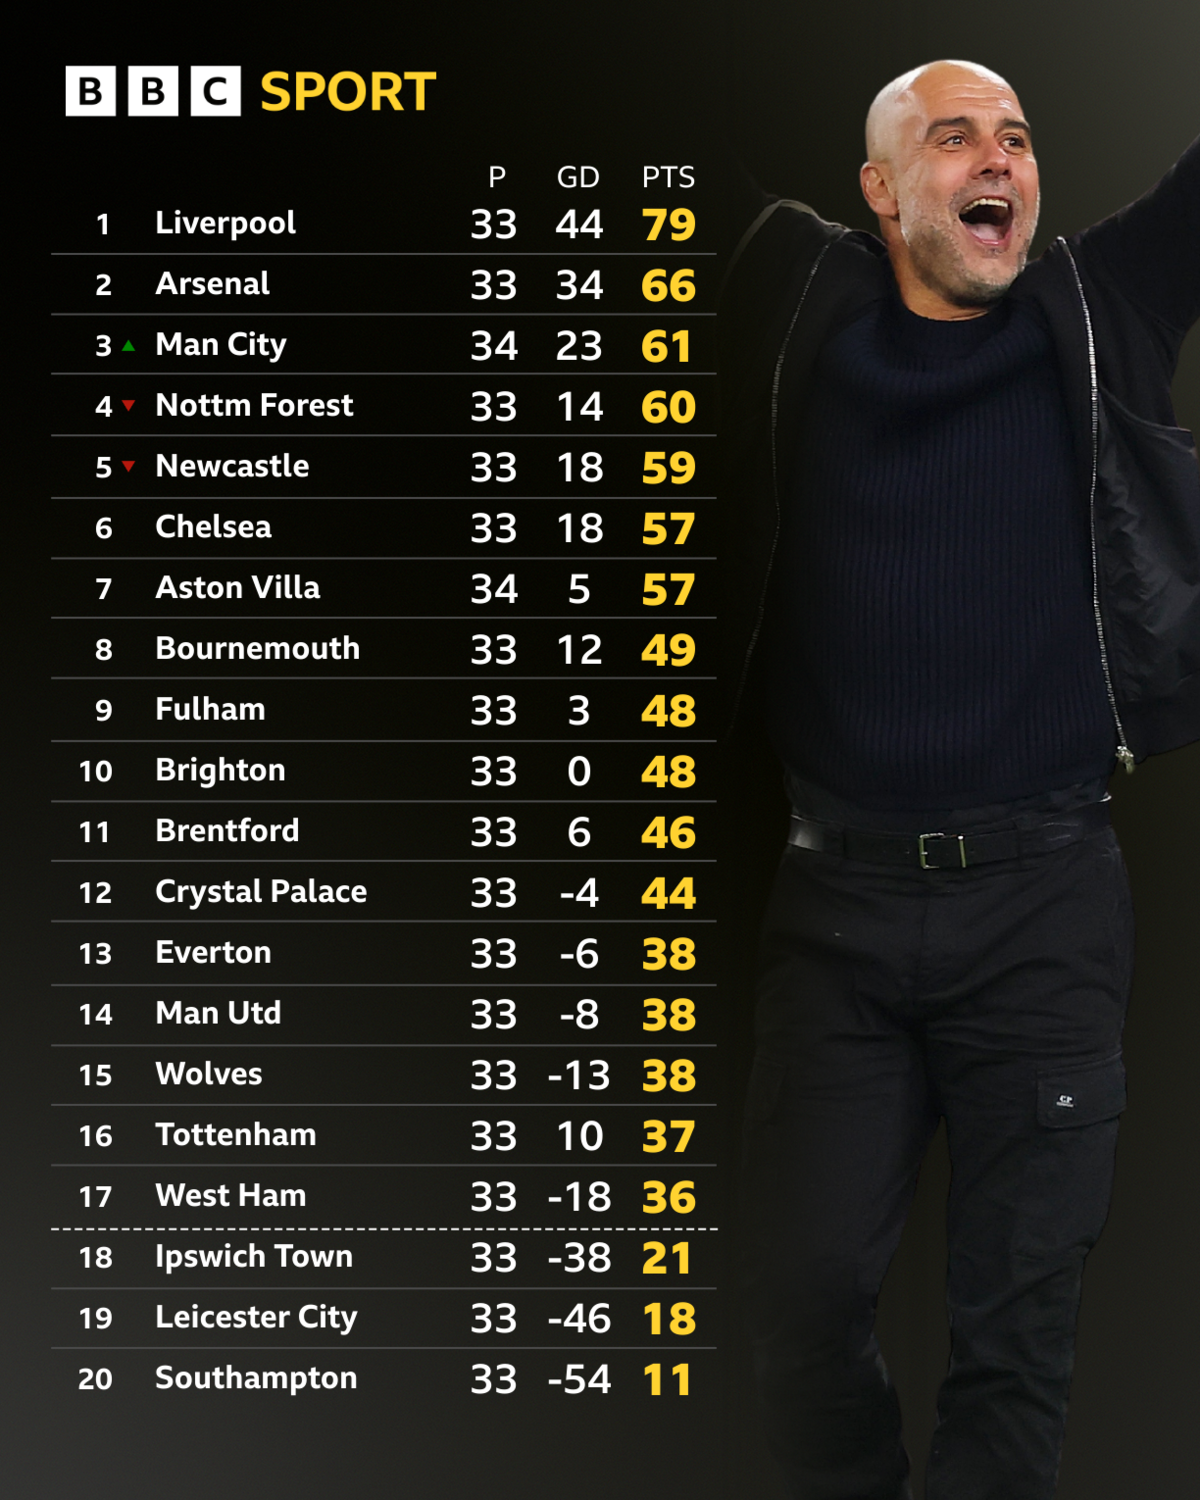 BBC SPORT
P GD PTS
1 Liverpool 33 44 79
2 Arsenal 33 34 66
3 Man City 34 23 61
4 Nottm Forest 33 14 60
5 Newcastle 33 18 59
6 Chelsea 33 18 57
7 Aston Villa 34 5 57
8 Bournemouth 33 12 49
9 Fulham 33 3 48
10 Brighton 33 0 48
11 Brentford 33 6 46
12 Crystal Palace 33 -4 44
13 Everton 33 -6 38
14 Man Utd 33 -8 38
15 Wolves 33 -13 38
16 Tottenham 33 10 37
17 West Ham 33 -18 36
18 Ipswich Town 33 -38 21
19 Leicester City 33 -46 18
20 Southampton 33 -54 11